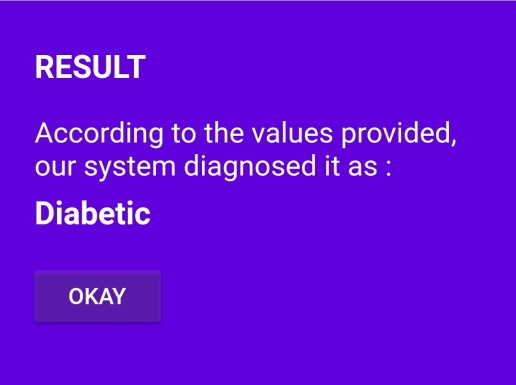 RESULT
According to the values provided,
our system diagnosed it as :
Diabetic
OKAY